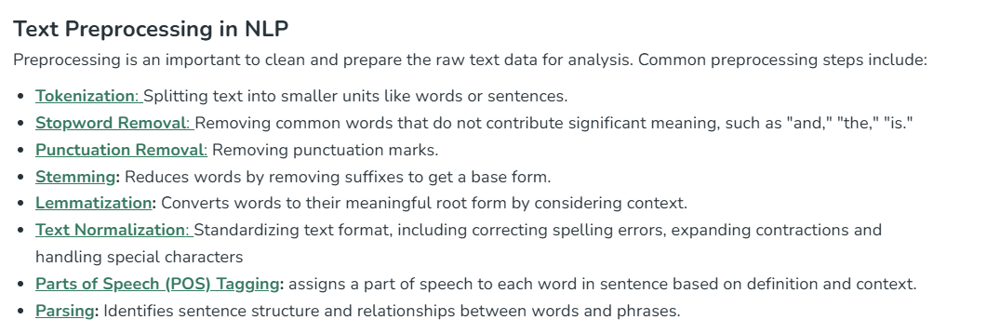 Text Preprocessing in NLP
Preprocessing is an important to clean and prepare the raw text data for analysis. Common preprocessing steps include:
• Tokenization: Splitting text into smaller units like words or sentences.
• Stopword Removal: Removing common words that do not contribute significant meaning, such as "and," "the," "is."
• Punctuation Removal: Removing punctuation marks.
• Stemming: Reduces words by removing suffixes to get a base form.
• Lemmatization: Converts words to their meaningful root form by considering context.
• Text Normalization: Standardizing text format, including correcting spelling errors, expanding contractions and
handling special characters
• Parts of Speech (POS) Tagging: assigns a part of speech to each word in sentence based on definition and context.
• Parsing: Identifies sentence structure and relationships between words and phrases.